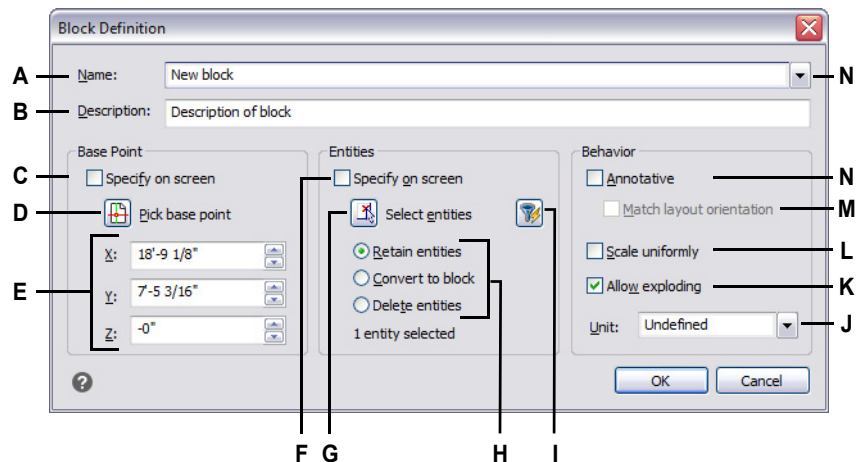 Block Definition
A Name: New block N
B Description: Description of block
Base Point Entities Behavior
C Specify on screen Specify on screen Annotative N
D Pick base point Select entities Match layout orientation M
X: 18'-9 1/8" Retain entities Scale uniformly L
E Y: 7'-5 3/16" Convert to block H Allow exploding K
Z: -0" Delete entities Unit: Undefined J
1 entity selected
? OK Cancel
F G H I